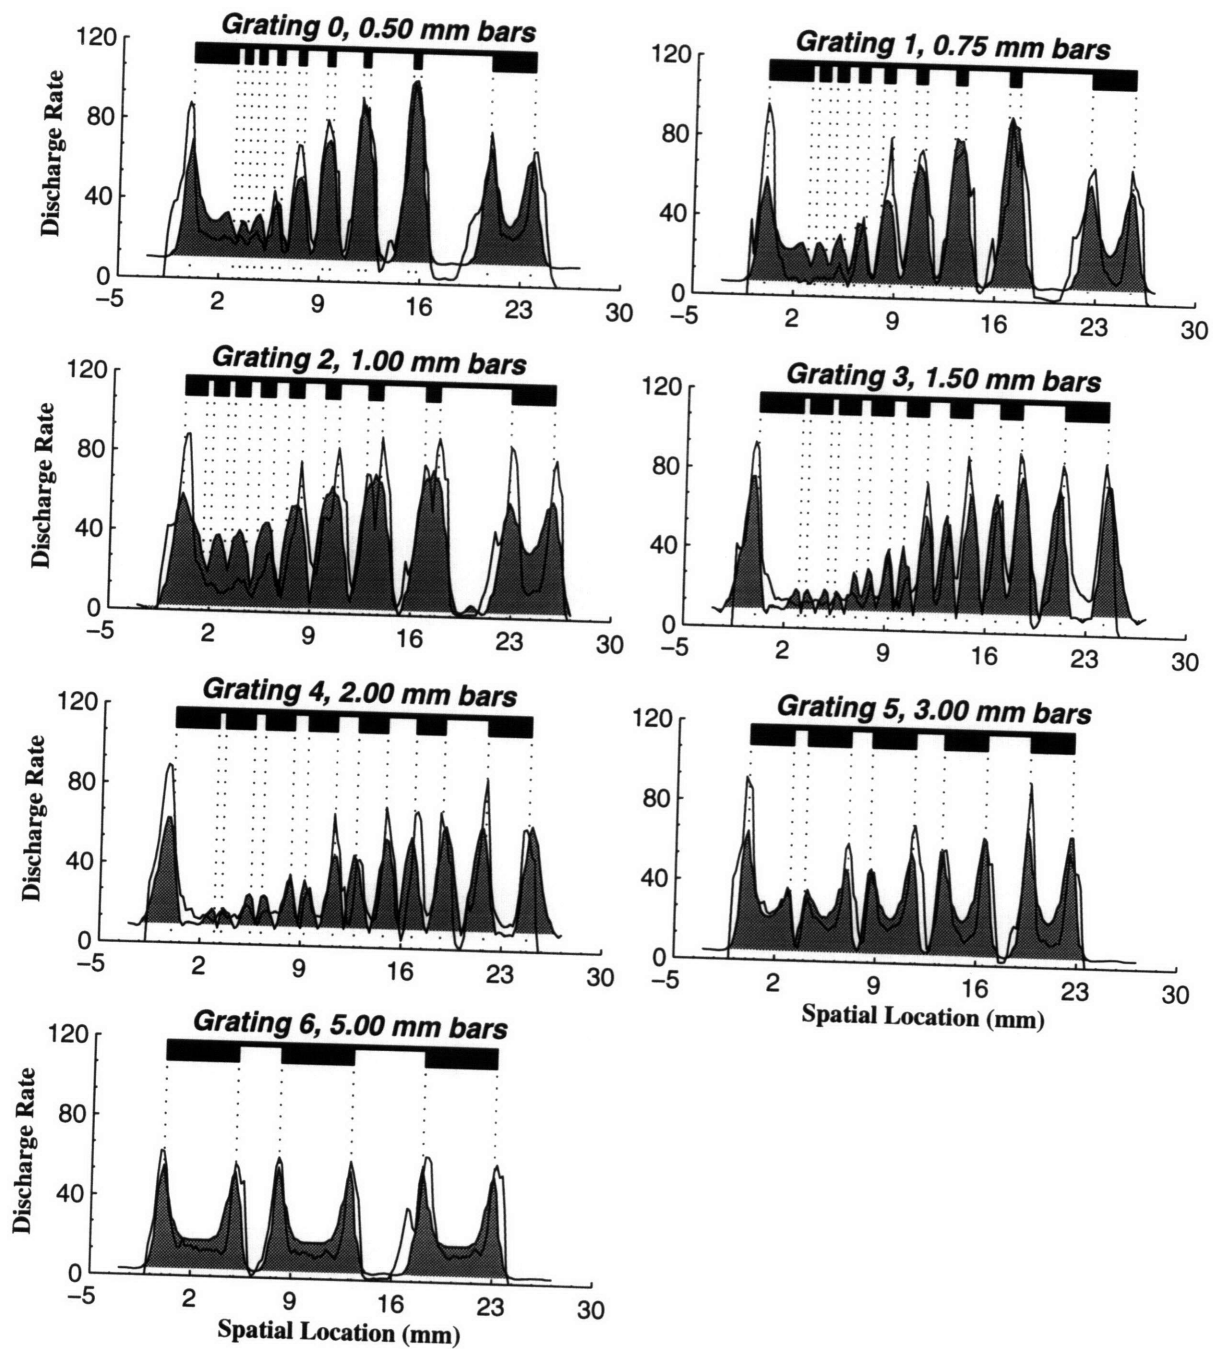 Grating 0, 0.50 mm bars
120
80
40
0
Discharge Rate
-5 2 9 16 23 30
Grating 1, 0.75 mm bars
120
80
40
0
-5 2 9 16 23 30
Grating 2, 1.00 mm bars
120
80
40
0
Discharge Rate
-5 2 9 16 23 30
Grating 3, 1.50 mm bars
120
80
40
0
-5 2 9 16 23 30
Grating 4, 2.00 mm bars
120
80
40
0
Discharge Rate
-5 2 9 16 23 30
Grating 5, 3.00 mm bars
120
80
40
0
-5 2 9 16 23 30
Spatial Location (mm)
Grating 6, 5.00 mm bars
120
80
40
0
Discharge Rate
-5 2 9 16 23 30
Spatial Location (mm)